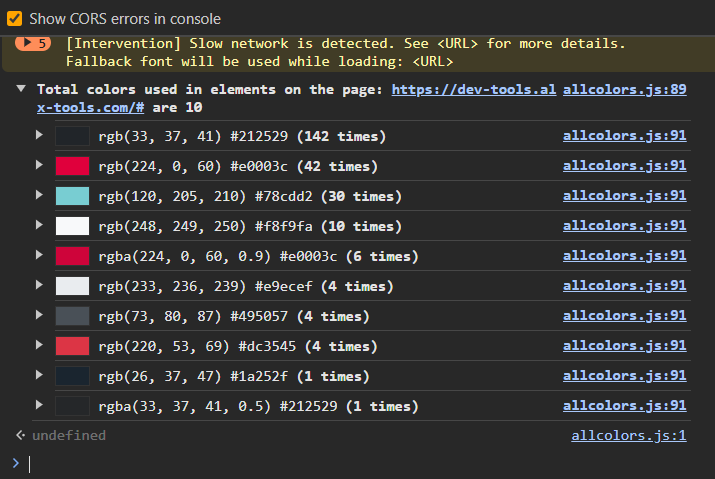 Show CORS errors in console
5 [Intervention] Slow network is detected. See <URL> for more details.
Fallback font will be used while loading: <URL>
Total colors used in elements on the page: https://dev-tools.al allcolors.js:89
x-tools.com/# are 10
rgb(33, 37, 41) #212529 (142 times) allcolors.js:91
rgb(224, 0, 60) #e0003c (42 times) allcolors.js:91
rgb(120, 205, 210) #78cdd2 (30 times) allcolors.js:91
rgb(248, 249, 250) #f8f9fa (10 times) allcolors.js:91
rgba(224, 0, 60, 0.9) #e0003c (6 times) allcolors.js:91
rgb(233, 236, 239) #e9ecef (4 times) allcolors.js:91
rgb(73, 80, 87) #495057 (4 times) allcolors.js:91
rgb(220, 53, 69) #dc3545 (4 times) allcolors.js:91
rgb(26, 37, 47) #1a252f (1 times) allcolors.js:91
rgba(33, 37, 41, 0.5) #212529 (1 times) allcolors.js:91
undefined allcolors.js:1